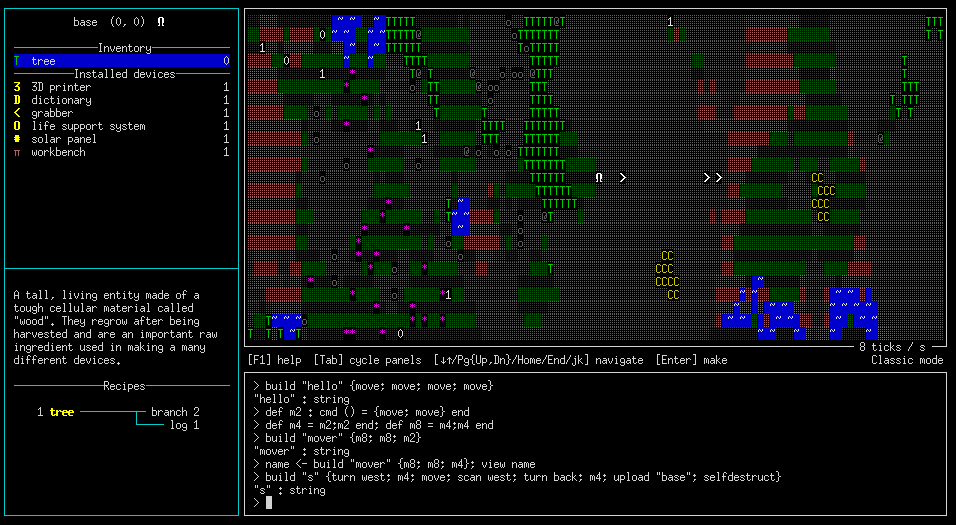 base (0, 0) Ω
Inventory
T tree 0
Installed devices
3 3D printer 1
D dictionary 1
< grabber 1
O life support system 1
# solar panel 1
π workbench 1
A tall, living entity made of a
tough cellular material called
"wood". They regrow after being
harvested and are an important raw
ingredient used in making a many
different devices.
Recipes
1 tree branch 2
log 1
8 ticks / s
[F1] help [Tab] cycle panels [↓↑/Pg{Up,Dn}/Home/End/jk] navigate [Enter] make Classic mode
> build "hello" {move; move; move; move}
"hello" : string
> def m2 : cmd () = {move; move} end
> def m4 = m2;m2 end; def m8 = m4;m4 end
> build "mover" {m8; m8; m2}
"mover" : string
> name <- build "mover" {m8; m8; m4}; view name
> build "s" {turn west; m4; move; scan west; turn back; m4; upload "base"; selfdestruct}
"s" : string
>